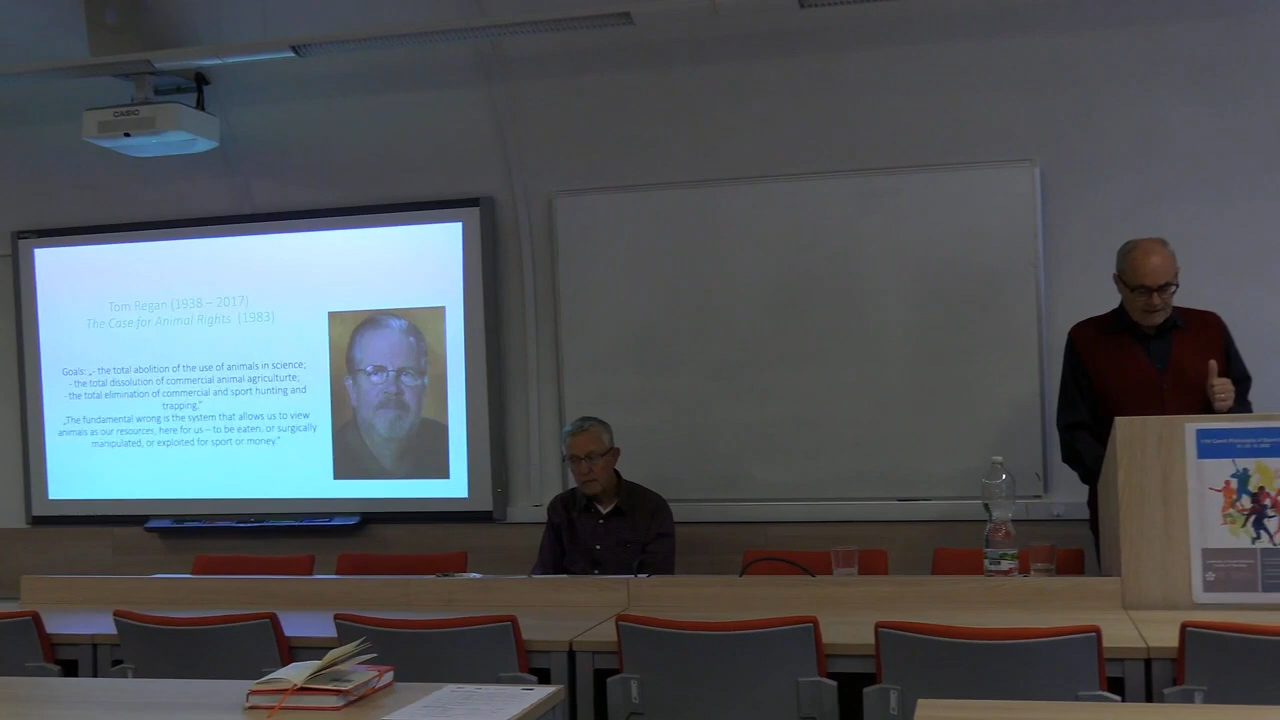 CASIO
Tom Regan (1938 – 2017)
The Case for Animal Rights (1983)
Goals: „- the total abolition of the use of animals in science;
- the total dissolution of commercial animal agriculturte;
- the total elimination of commercial and sport hunting and
trapping."
„The fundamental wrong is the system that allows us to view
animals as our resources, here for us – to be eaten, or surgically
manipulated, or exploited for sport or money."